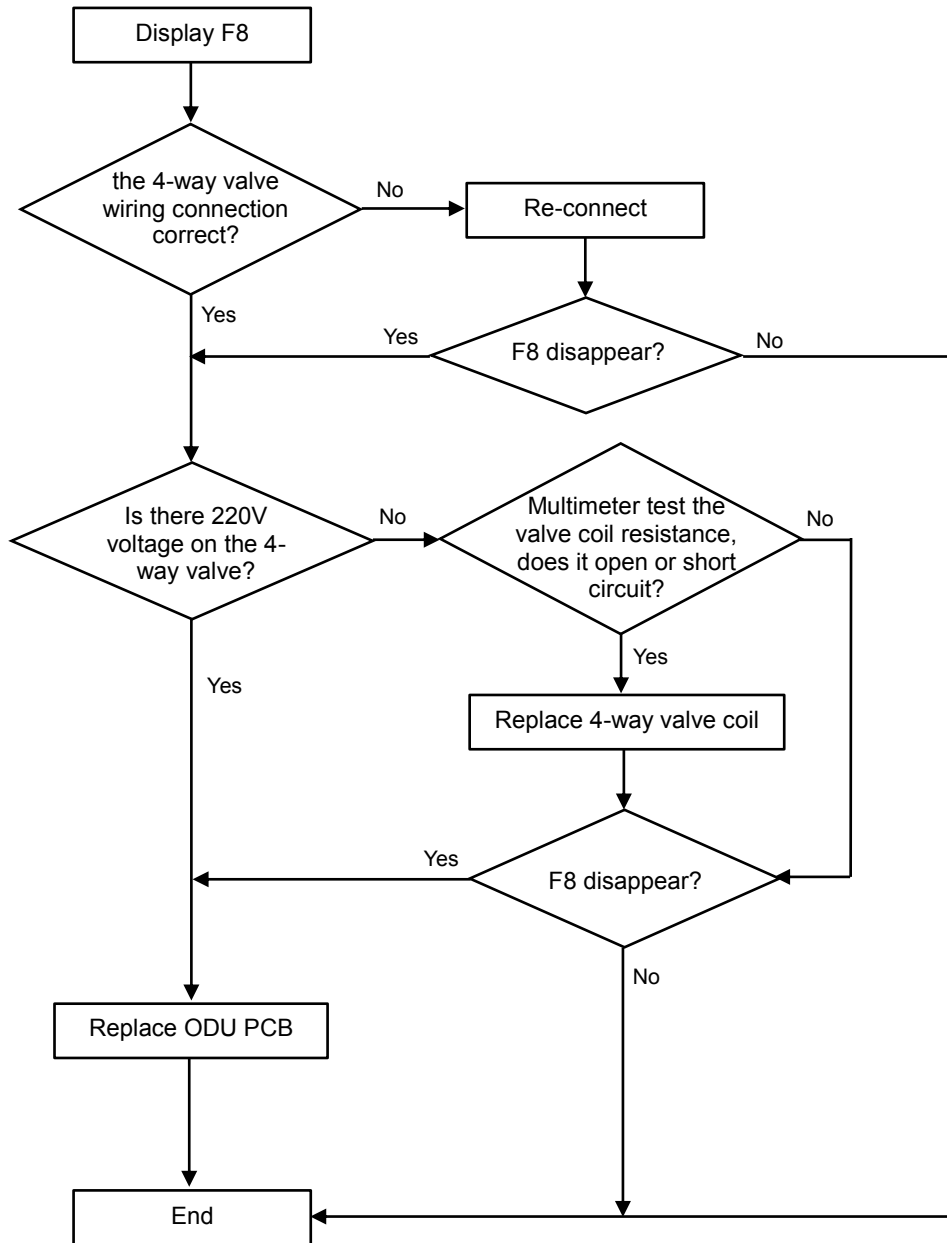 Display F8
the 4-way valve
wiring connection
correct?
No
Re-connect
Yes
Yes
F8 disappear?
No
Is there 220V
voltage on the 4-
way valve?
No
Multimeter test the
valve coil resistance,
does it open or short
circuit?
No
Yes
Yes
Replace 4-way valve coil
Yes
F8 disappear?
No
Replace ODU PCB
End